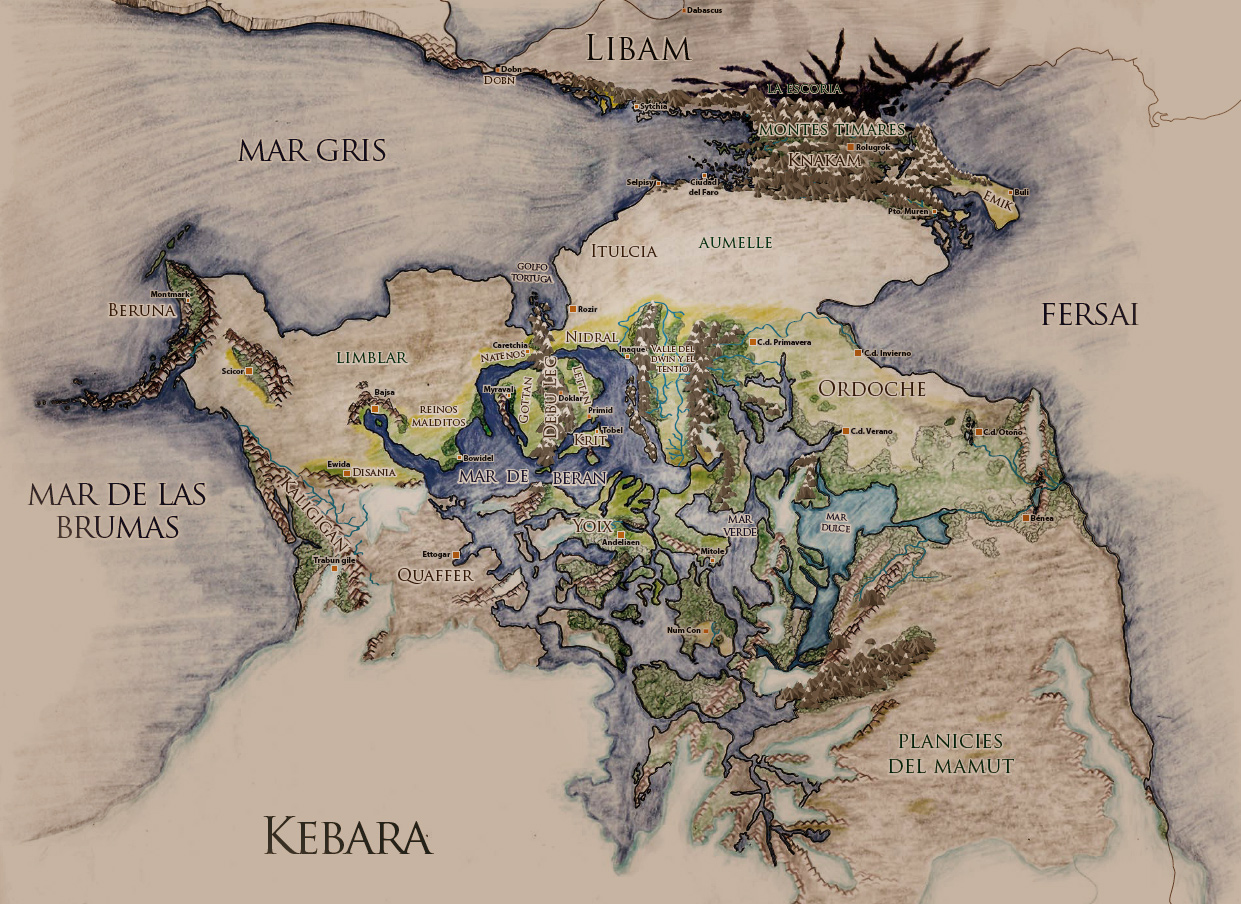 Dabascus
LIBAM
Dobn
DOBN
LA ESCORIA
Sytchia
MONTES TIMARES
MAR GRIS
Rolugrok
KNAKAM
Selpisy
Ciudad
del Faro
Buli
EMIK
Pto. Muren
ITULCIA
AUMELLE
GOLFO
TORTUGA
Montmark
BERUNA
Rozir
FERSAI
NIDRAL
Caretchia
NATENOS
Inaque
VALLE DEL
DWIN Y EL
TENTIO
C.d. Primavera
C.d. Invierno
LIMBLAR
Scicor
Bajsa
Myraval
GOTTAN
DEBULEC
LETTAN
Doklar
ORDOCHE
REINOS
MALDITOS
Primid
Tobel
KRIT
C.d. Verano
C.d. Otoño
Bowidel
Ewida
DISANIA
MAR DE BERAN
MAR DE LAS
BRUMAS
KALIGIGAN
YOIX
Andeliaen
MAR
VERDE
MAR
DULCE
Benea
Mitole
Ettogar
Trabun gile
QUAFFER
Num Con
PLANICIES
DEL MAMUT
KEBARA